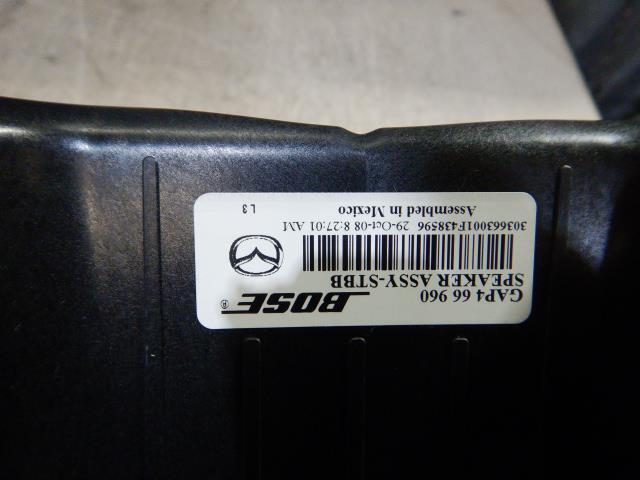 GAP4 66 960
SPEAKER ASSY-STBB
BOSE®
303663001F438596 29-Oct-08 8:27:01 AM
Assembled in Mexico
L3